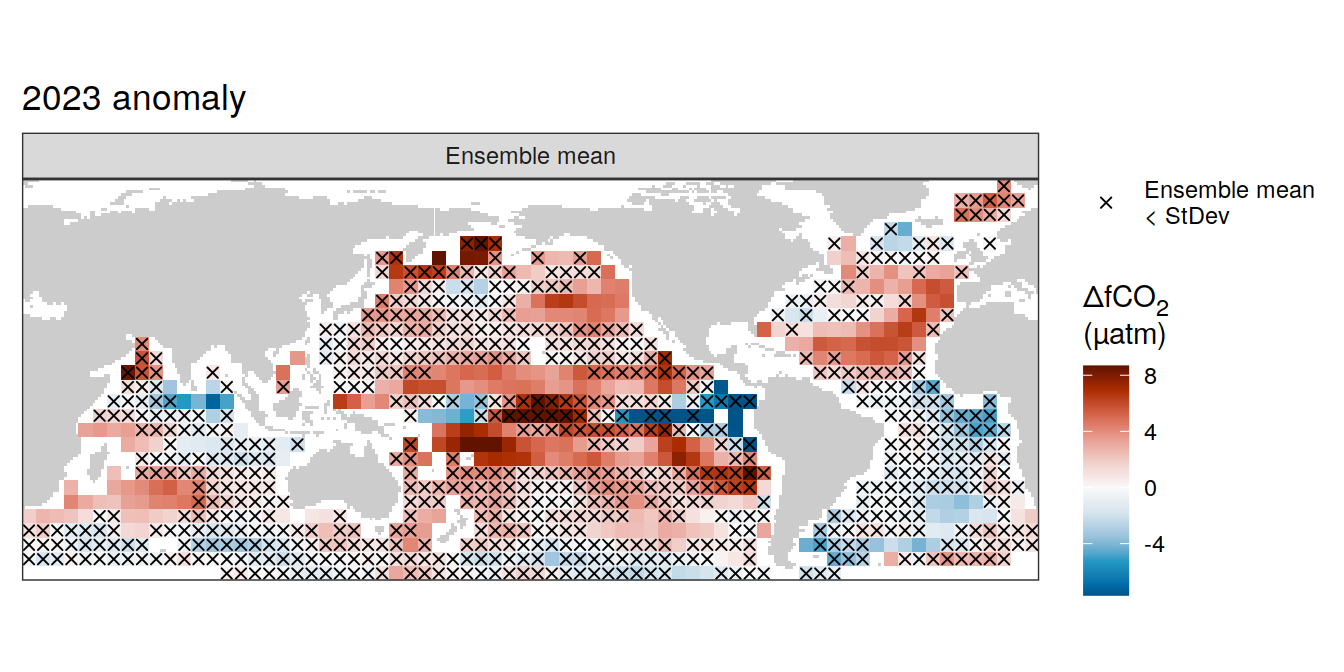 2023 anomaly
Ensemble mean
Ensemble mean
< StDev
ΔfCO₂
(µatm)
8
4
0
-4